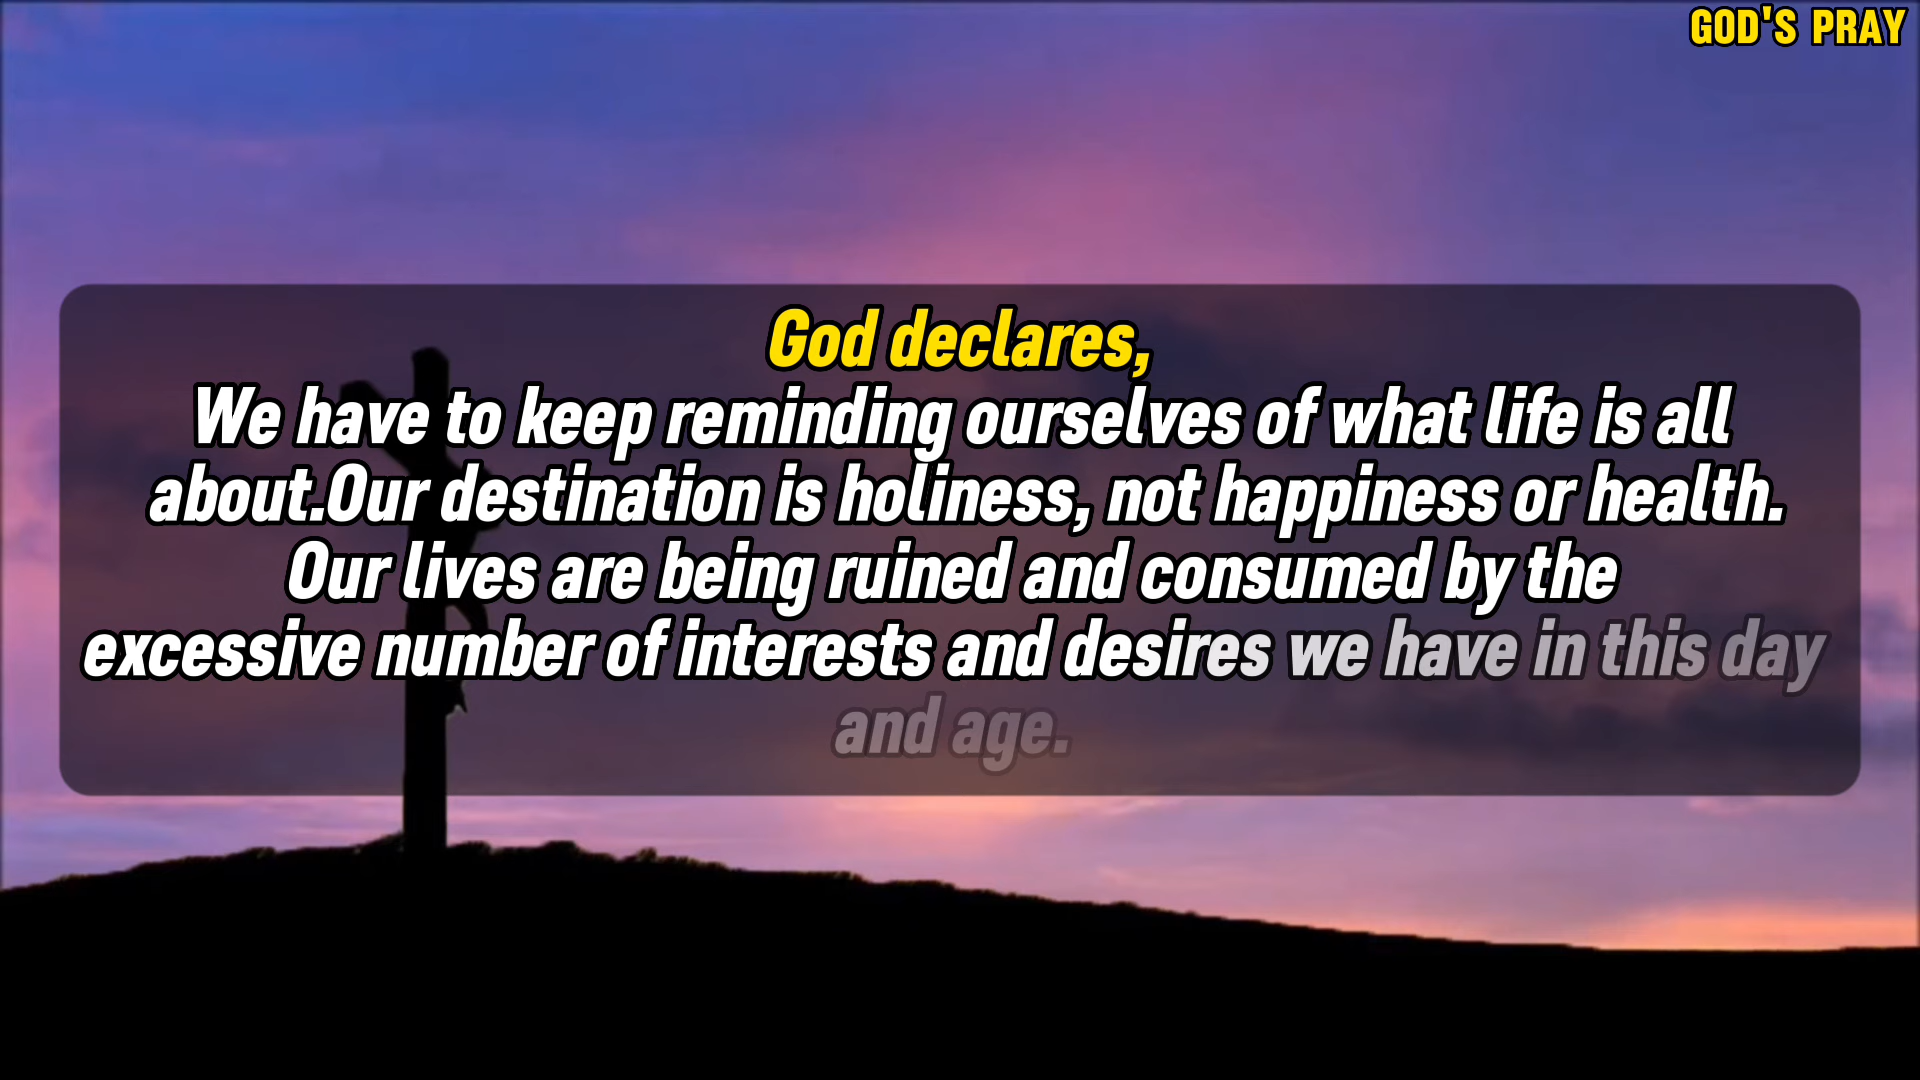 GOD'S PRAY
God declares,
We have to keep reminding ourselves of what life is all
about.Our destination is holiness, not happiness or health.
Our lives are being ruined and consumed by the
excessive number of interests and desires we have in this day
and age.